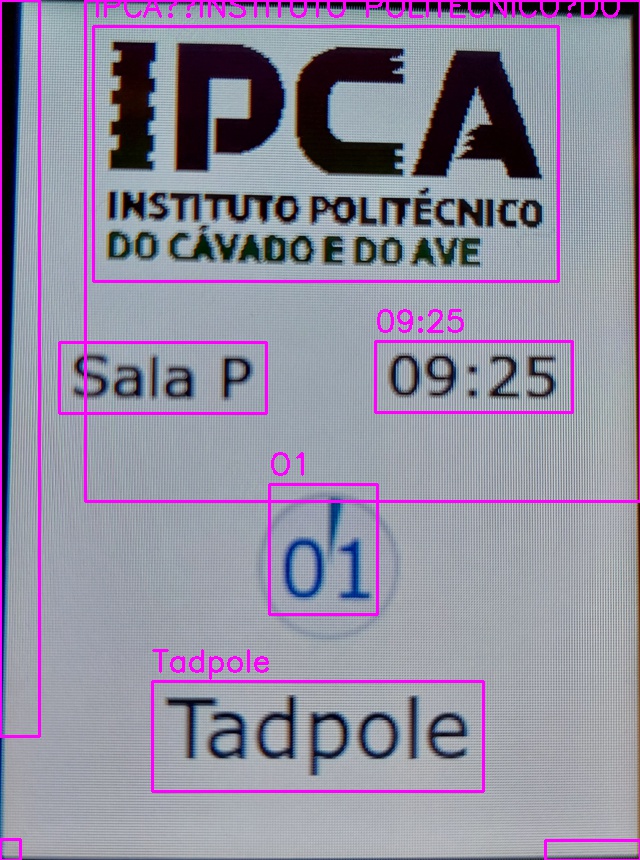 IPCA??INSTITUTO POLITECNICO?DO
IPCA
INSTITUTO POLITÉCNICO
DO CÁVADO E DO AVE
09:25
Sala P 09:25
01
01
Tadpole
Tadpole